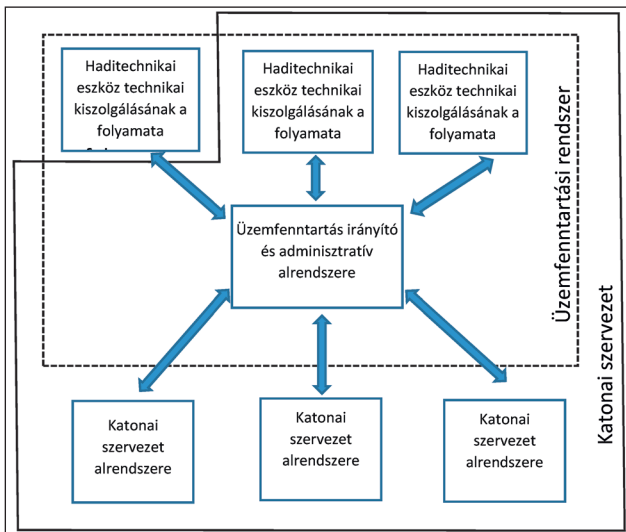 Haditechnikai
eszköz technikai
kiszolgálásának a
folyamata
Haditechnikai
eszköz technikai
kiszolgálásának a
folyamata
Haditechnikai
eszköz technikai
kiszolgálásának a
folyamata
Üzemfenntartás irányító
és adminisztratív
alrendszere
Üzemfenntartási rendszer
Katonai szervezet
Katonai
szervezet
alrendszere
Katonai
szervezet
alrendszere
Katonai
szervezet
alrendszere